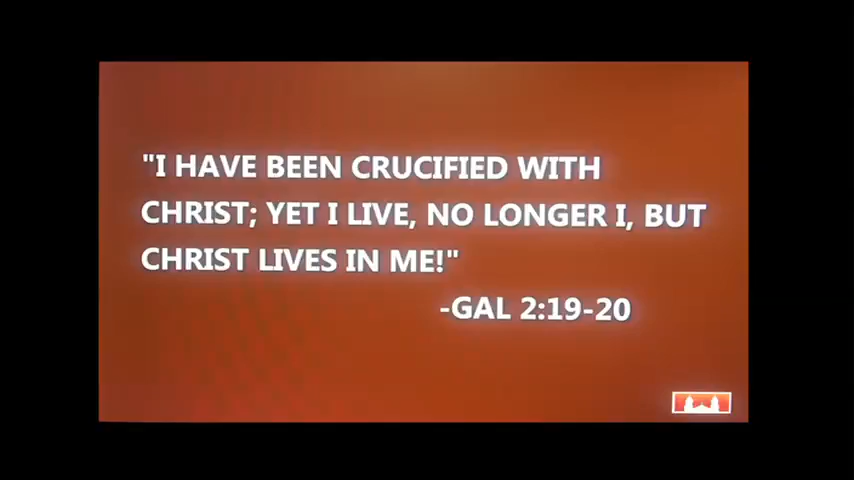 "I HAVE BEEN CRUCIFIED WITH
CHRIST; YET I LIVE, NO LONGER I, BUT
CHRIST LIVES IN ME!"
-GAL 2:19-20